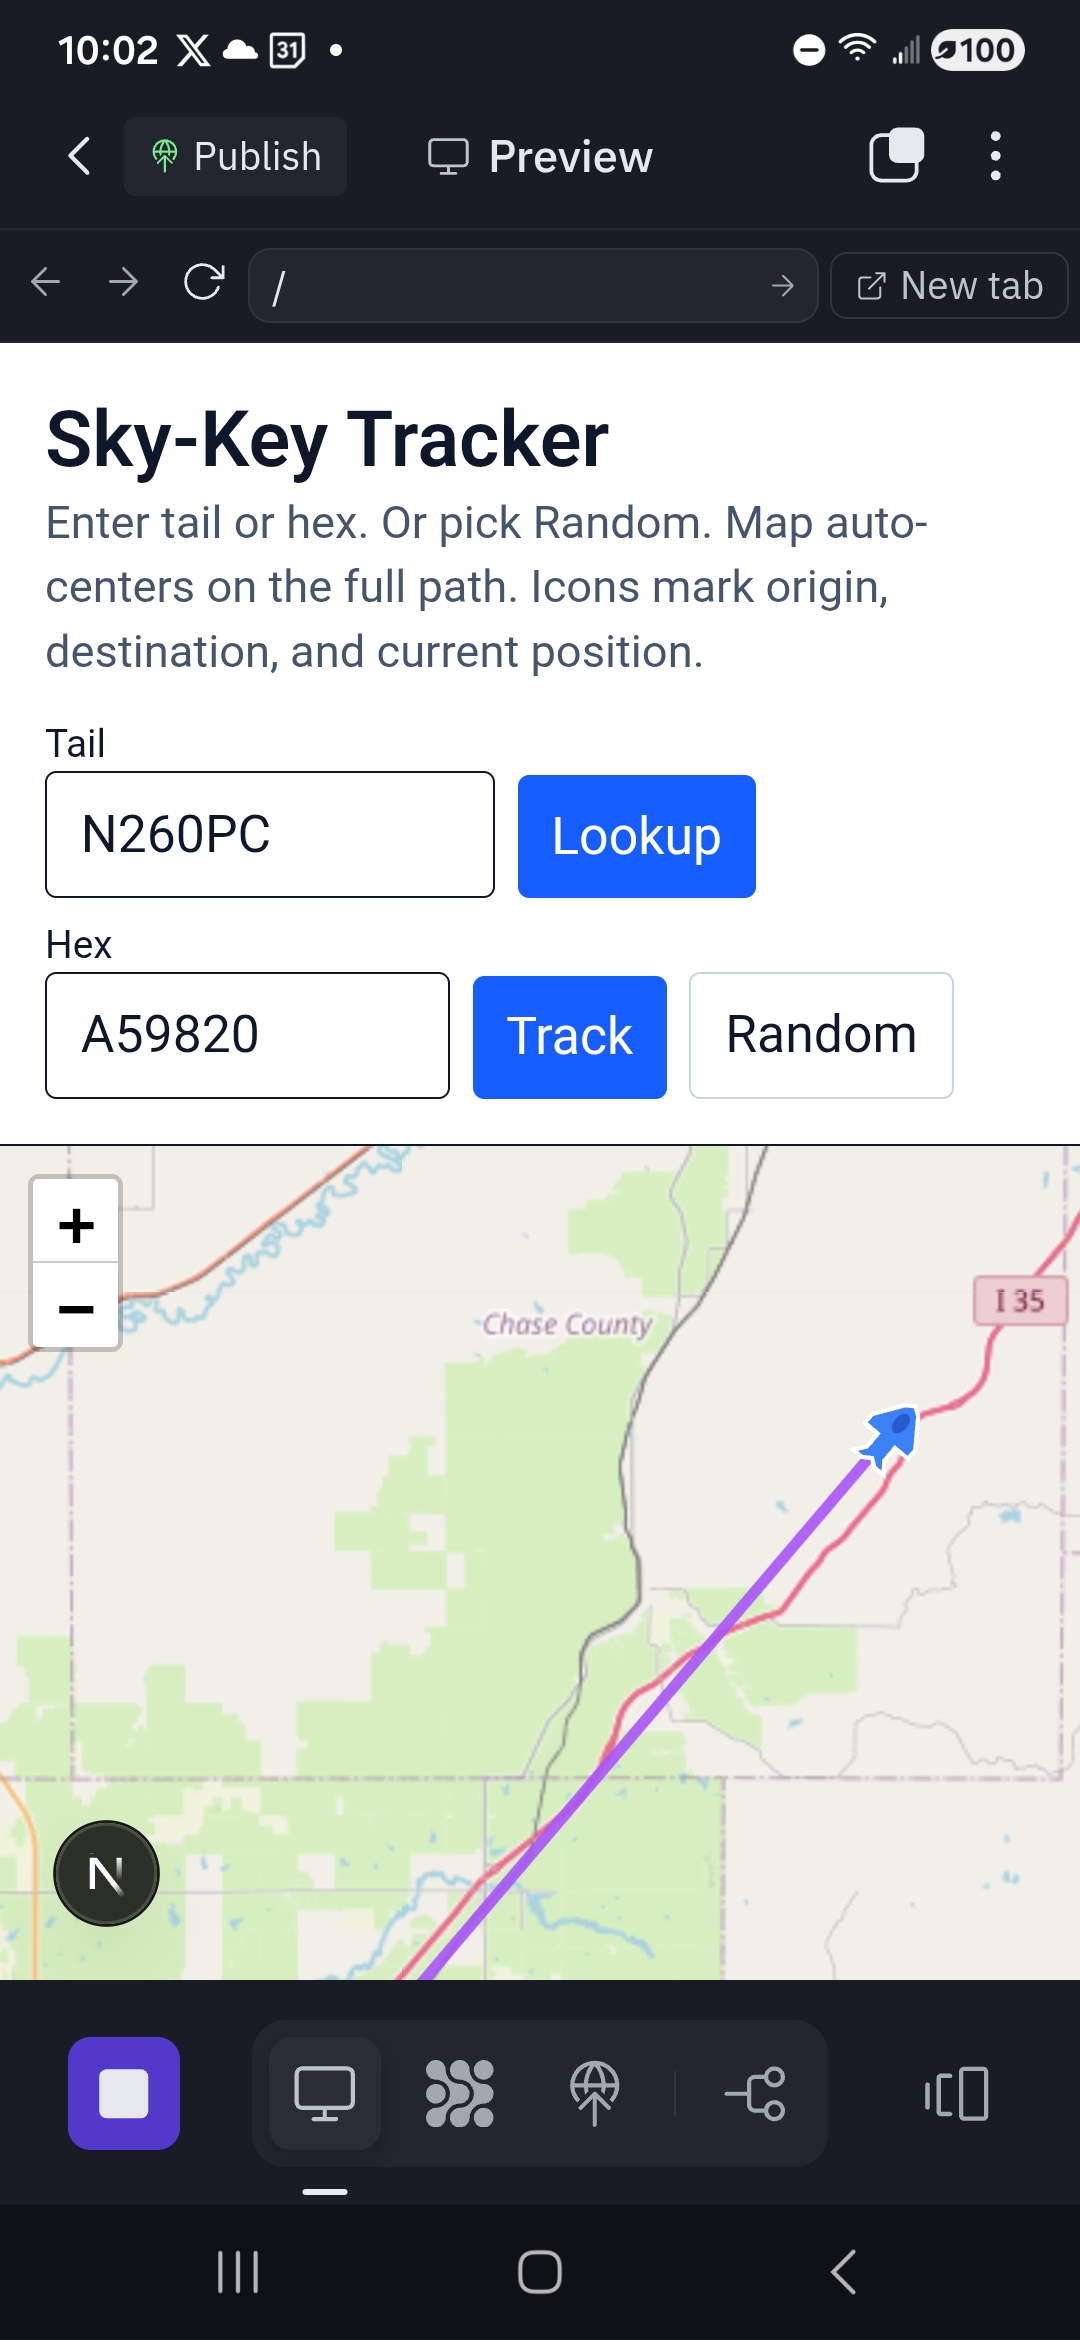 10:02
31
100
Publish
Preview
/
New tab
Sky-Key Tracker
Enter tail or hex. Or pick Random. Map auto-
centers on the full path. Icons mark origin,
destination, and current position.
Tail
N260PC
Lookup
Hex
A59820
Track
Random
+
−
Chase County
I 35
N